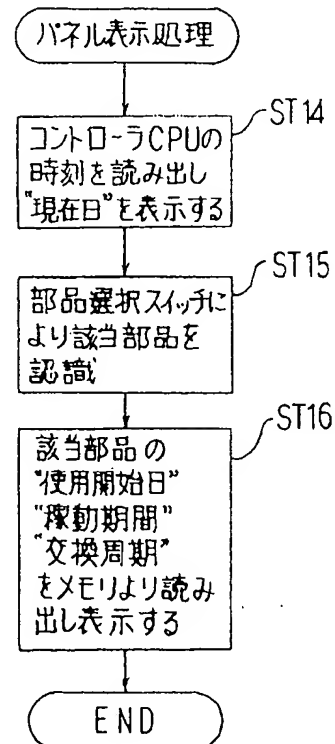 パネル表示処理
ST14
コントローラCPUの
時刻を読み出し
"現在日"を表示する
ST15
部品選択スイッチに
より該当部品を
認識
ST16
該当部品の
"使用開始日"
"稼動期間"
"交換周期"
をメモリより読み
出し表示する
END